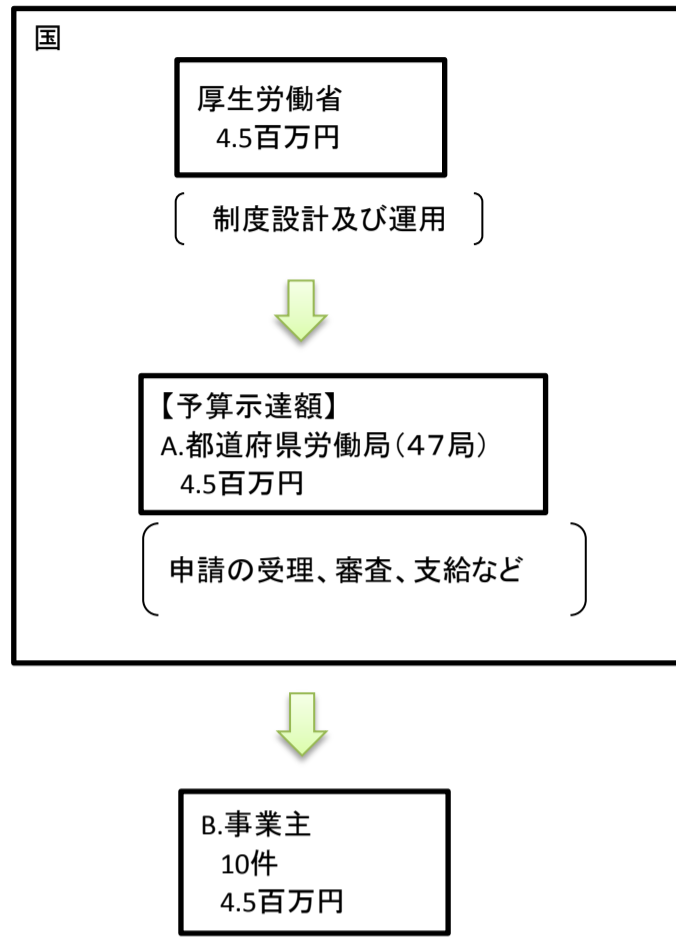 国
厚生労働省
4.5百万円
制度設計及び運用
【予算示達額】
A.都道府県労働局（４７局）
4.5百万円
申請の受理、審査、支給など
B.事業主
10件
4.5百万円